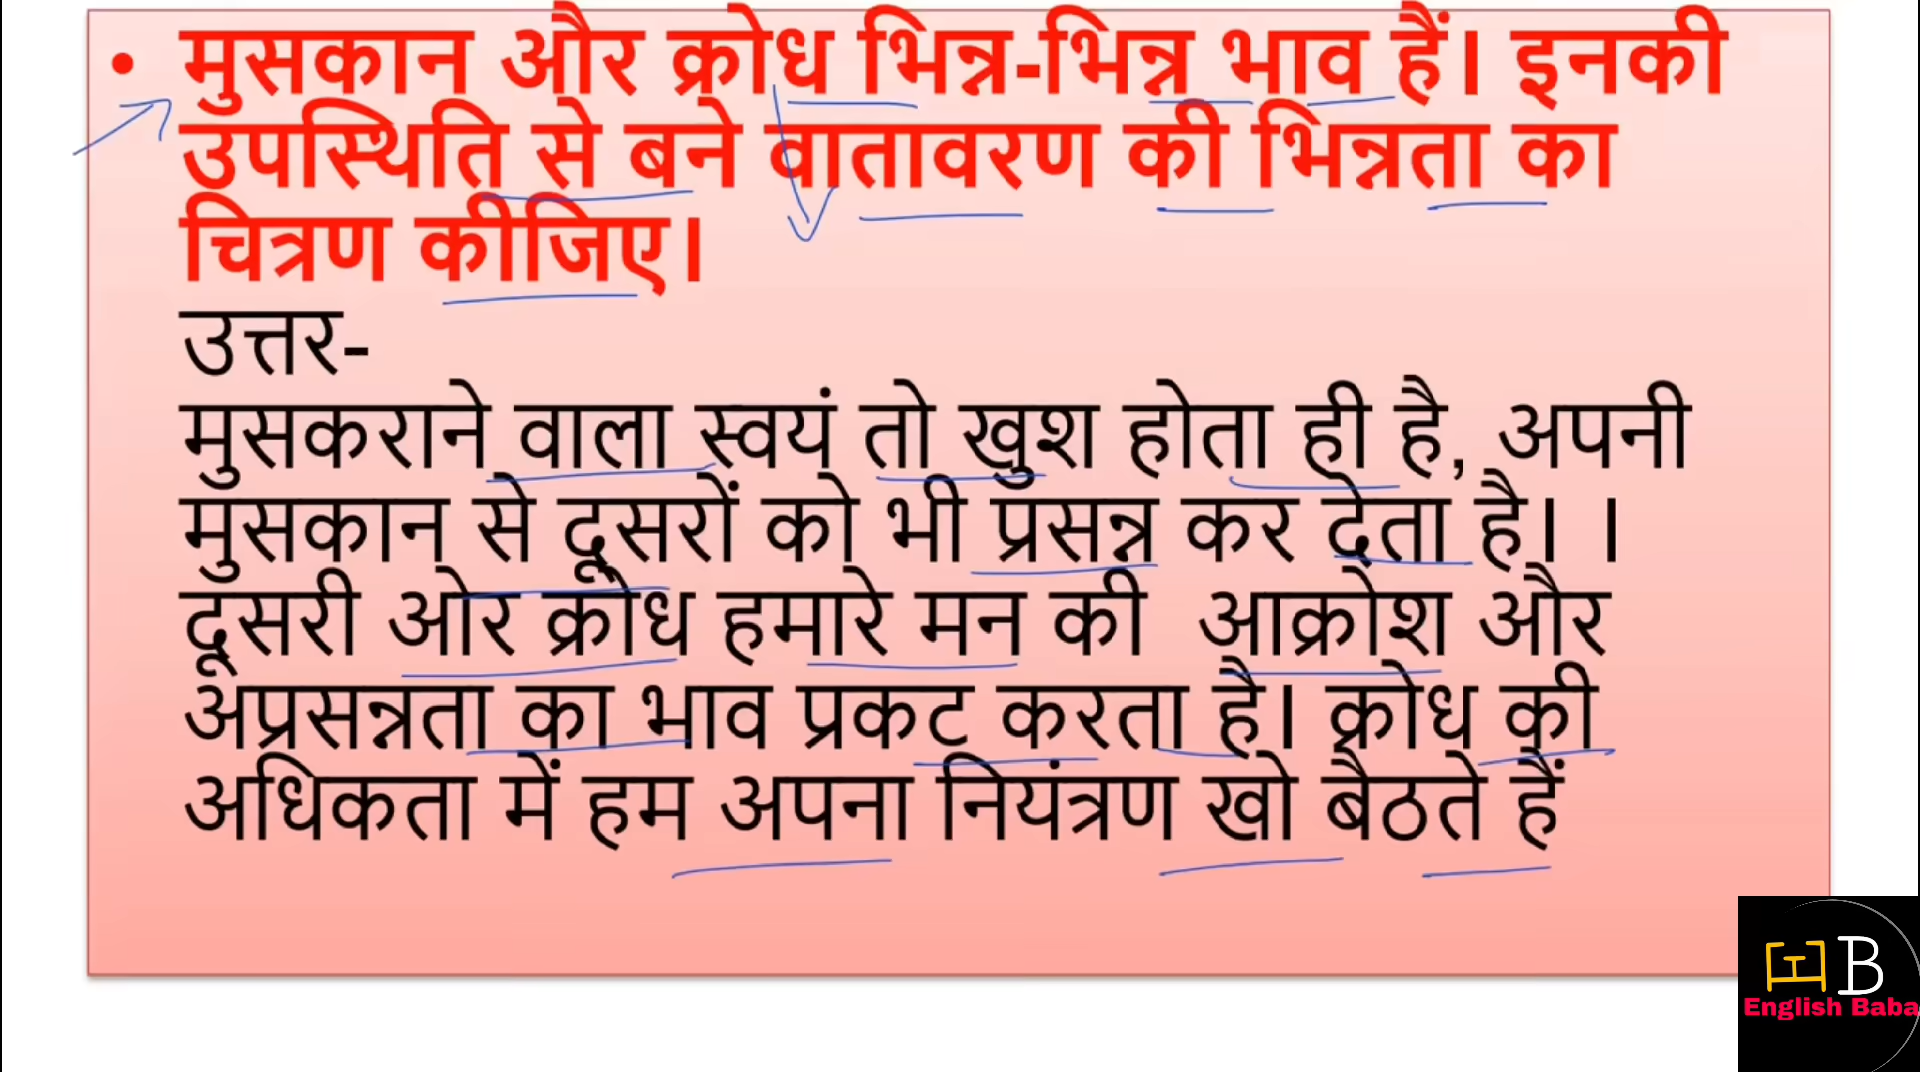 • मुसकान और क्रोध भिन्न-भिन्न भाव हैं। इनकी
उपस्थिति से बने वातावरण की भिन्नता का
चित्रण कीजिए।
उत्तर-
मुसकराने वाला स्वयं तो खुश होता ही है, अपनी
मुसकान से दूसरों को भी प्रसन्न कर देता है। ।
दूसरी ओर क्रोध हमारे मन की आक्रोश और
अप्रसन्नता का भाव प्रकट करता है। क्रोध की
अधिकता में हम अपना नियंत्रण खो बैठते हैं
B
English Baba